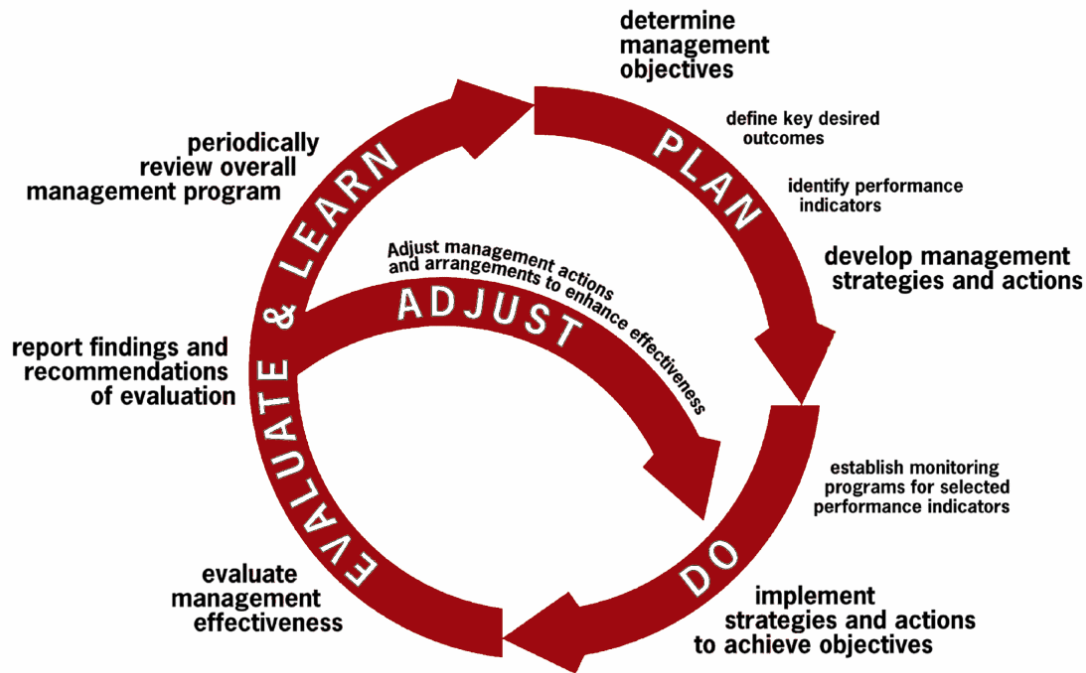 determine
management
objectives
define key desired
outcomes
PLAN
identify performance
indicators
develop management
strategies and actions
establish monitoring
programs for selected
performance indicators
DO
implement
strategies and actions
to achieve objectives
evaluate
management
effectiveness
EVALUATE & LEARN
report findings and
recommendations
of evaluation
periodically
review overall
management program
Adjust management actions
and arrangements to enhance effectiveness
ADJUST